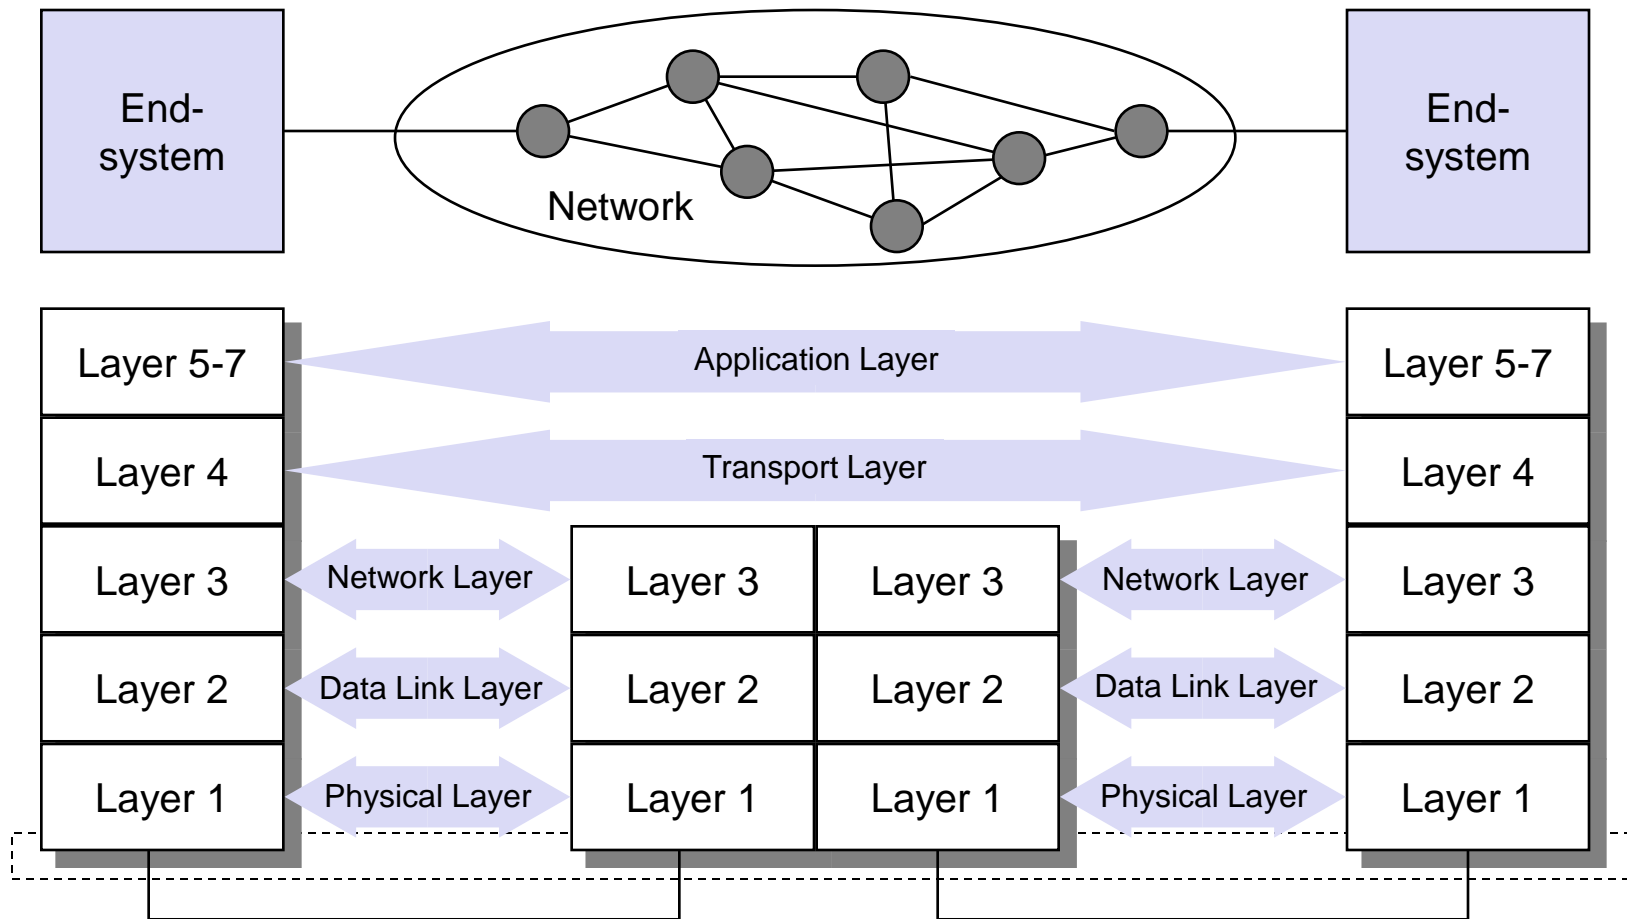 End-
system
Network
End-
system
Layer 5-7
Application Layer
Layer 5-7
Layer 4
Transport Layer
Layer 4
Layer 3
Network Layer
Layer 3
Layer 3
Network Layer
Layer 3
Layer 2
Data Link Layer
Layer 2
Layer 2
Data Link Layer
Layer 2
Layer 1
Physical Layer
Layer 1
Layer 1
Physical Layer
Layer 1